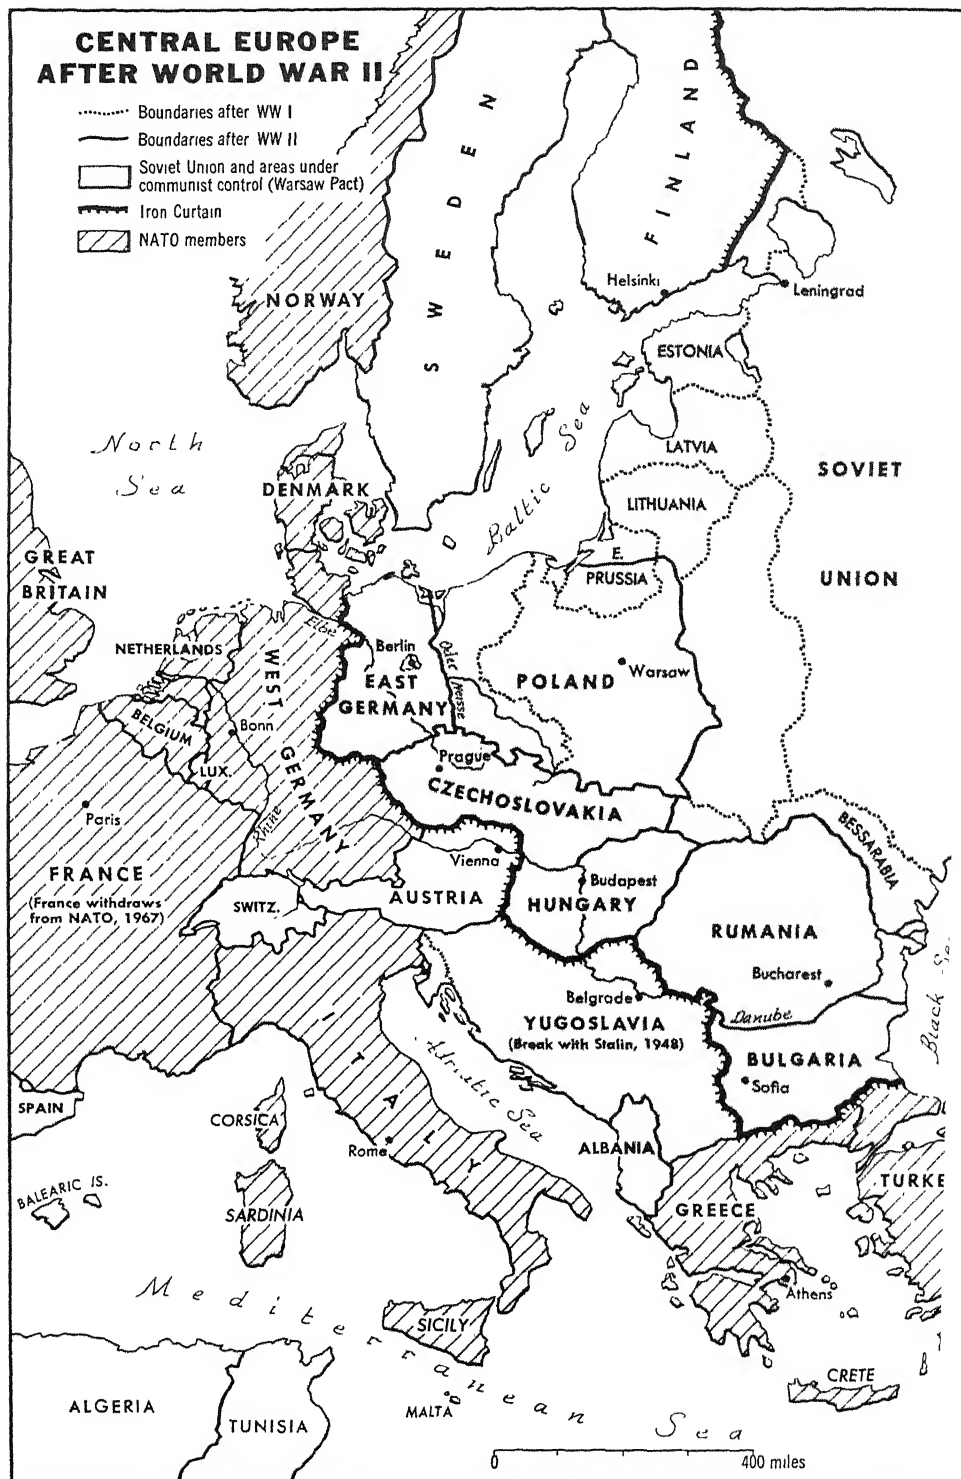 CENTRAL EUROPE
AFTER WORLD WAR II
Boundaries after WW I
Boundaries after WW II
Soviet Union and areas under
communist control (Warsaw Pact)
Iron Curtain
NATO members
SWEDEN
FINLAND
NORWAY
Helsinki
Leningrad
ESTONIA
North
Sea
Baltic Sea
LATVIA
SOVIET
UNION
DENMARK
LITHUANIA
GREAT
BRITAIN
E.
PRUSSIA
Elbe
NETHERLANDS
WEST
GERMANY
Berlin
EAST
GERMANY
Oder
Neisse
POLAND
Warsaw
BELGIUM
Bonn
LUX.
Prague
CZECHOSLOVAKIA
Paris
Rhine
BESSARABIA
Vienna
FRANCE
(France withdraws
from NATO, 1967)
SWITZ.
AUSTRIA
Budapest
HUNGARY
RUMANIA
Bucharest
Belgrade
YUGOSLAVIA
(Break with Stalin, 1948)
Danube
Black Se
BULGARIA
Sofia
ITALY
Adriatic Sea
SPAIN
CORSICA
Rome
ALBANIA
BALEARIC IS.
SARDINIA
GREECE
TURKE
Athens
Mediterranean Sea
SICILY
CRETE
ALGERIA
TUNISIA
MALTA
0 400 miles